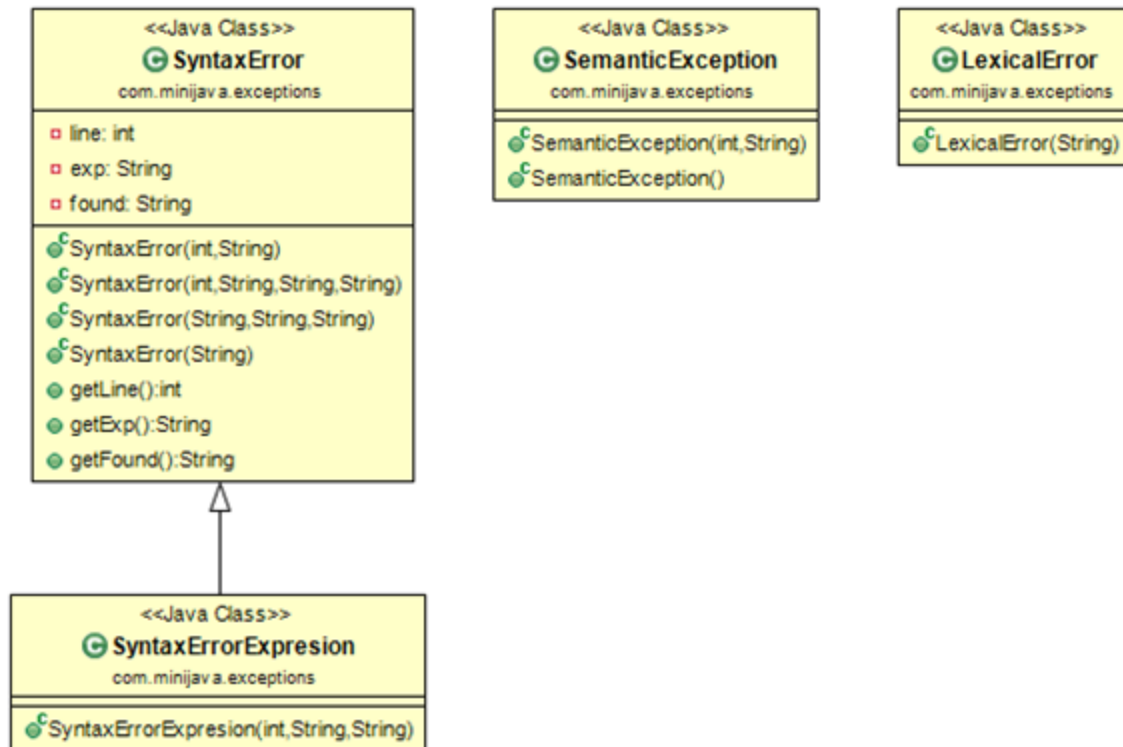 <<Java Class>>
SyntaxError
com.minijava.exceptions
line: int
exp: String
found: String
SyntaxError(int,String)
SyntaxError(int,String,String,String)
SyntaxError(String,String,String)
SyntaxError(String)
getLine():int
getExp():String
getFound():String
<<Java Class>>
SemanticException
com.minijava.exceptions
SemanticException(int,String)
SemanticException()
<<Java Class>>
LexicalError
com.minijava.exceptions
LexicalError(String)
<<Java Class>>
SyntaxErrorExpresion
com.minijava.exceptions
SyntaxErrorExpresion(int,String,String)